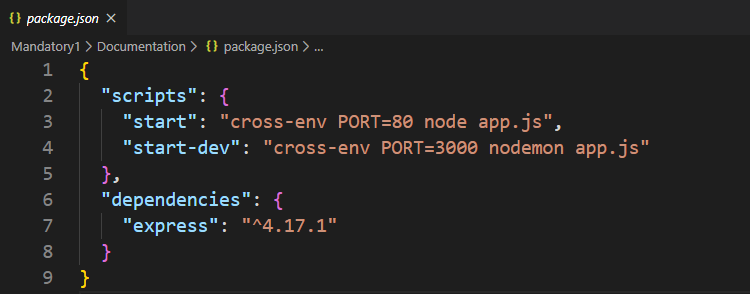 {} package.json ×
Mandatory1 > Documentation > {} package.json > ...
1 {
2   "scripts": {
3     "start": "cross-env PORT=80 node app.js",
4     "start-dev": "cross-env PORT=3000 nodemon app.js"
5   },
6   "dependencies": {
7     "express": "^4.17.1"
8   }
9 }